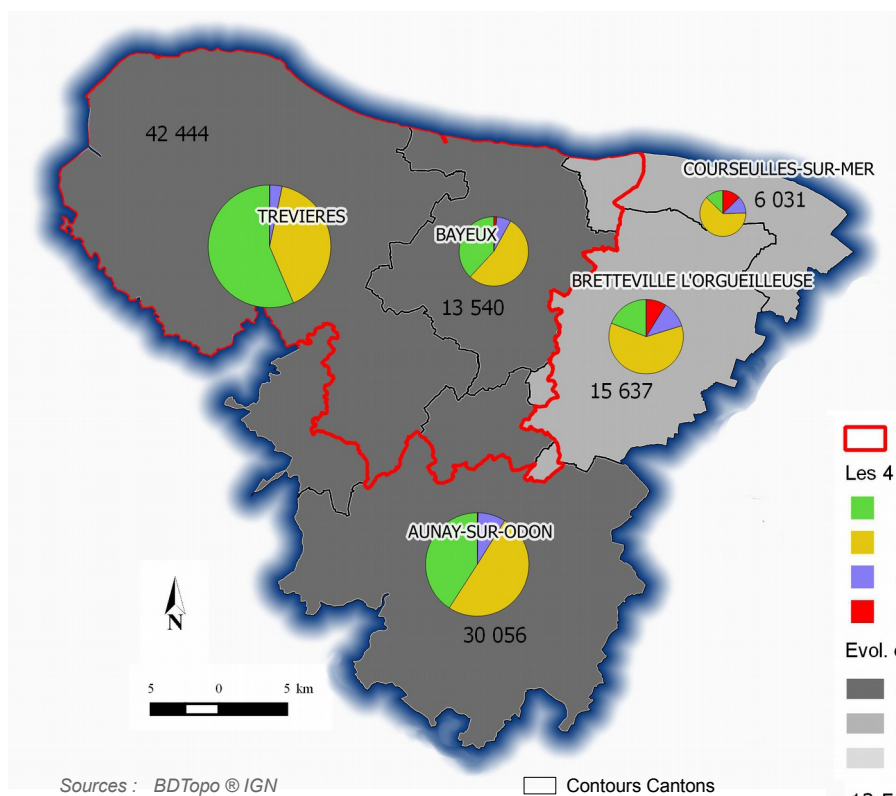 42 444
COURSEULLES-SUR-MER
6 031
TREVIERES
BAYEUX
BRETTEVILLE L'ORGUEILLEUSE
13 540
15 637
Les 4
AUNAY-SUR-ODON
N
30 056
Evol.
5 0 5 km
Sources : BDTopo ® IGN
Contours Cantons